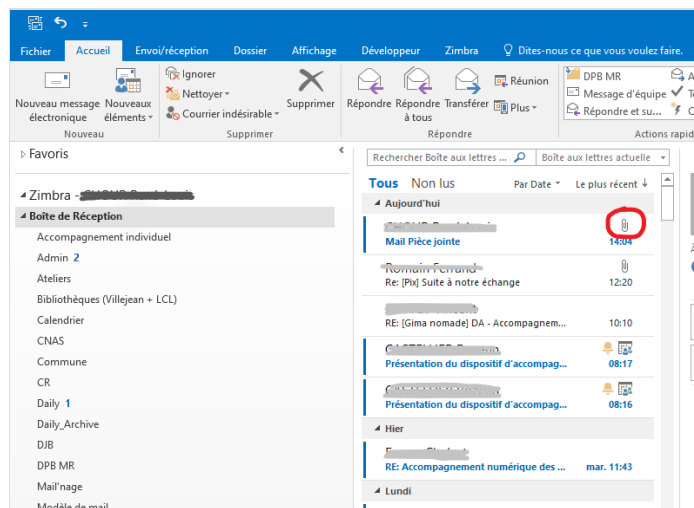 Fichier Accueil Envoi/réception Dossier Affichage Développeur Zimbra Dites-nous ce que vous voulez faire.
Nouveau message électronique
Nouveaux éléments
Ignorer
Nettoyer
Courrier indésirable
Supprimer
Répondre
Répondre à tous
Transférer
Réunion
Plus
DPB MR
Message d'équipe
Répondre et su...
Nouveau Supprimer Répondre Actions rapid
Favoris
Zimbra -
Boîte de Réception
Accompagnement individuel
Admin 2
Ateliers
Bibliothèques (Villejean + LCL)
Calendrier
CNAS
Commune
CR
Daily 1
Daily_Archive
DJB
DPB MR
Mail'nage
Modèle de mail
Rechercher Boîte aux lettres ... Boîte aux lettres actuelle
Tous Non lus Par Date Le plus récent
Aujourd'hui
Mail Pièce jointe 14:04
Re: [Pix] Suite à notre échange 12:20
RE: [Gima nomade] DA - Accompagnem... 10:10
Présentation du dispositif d'accompag... 08:17
Présentation du dispositif d'accompag... 08:16
Hier
RE: Accompagnement numérique des ... mar. 11:43
Lundi